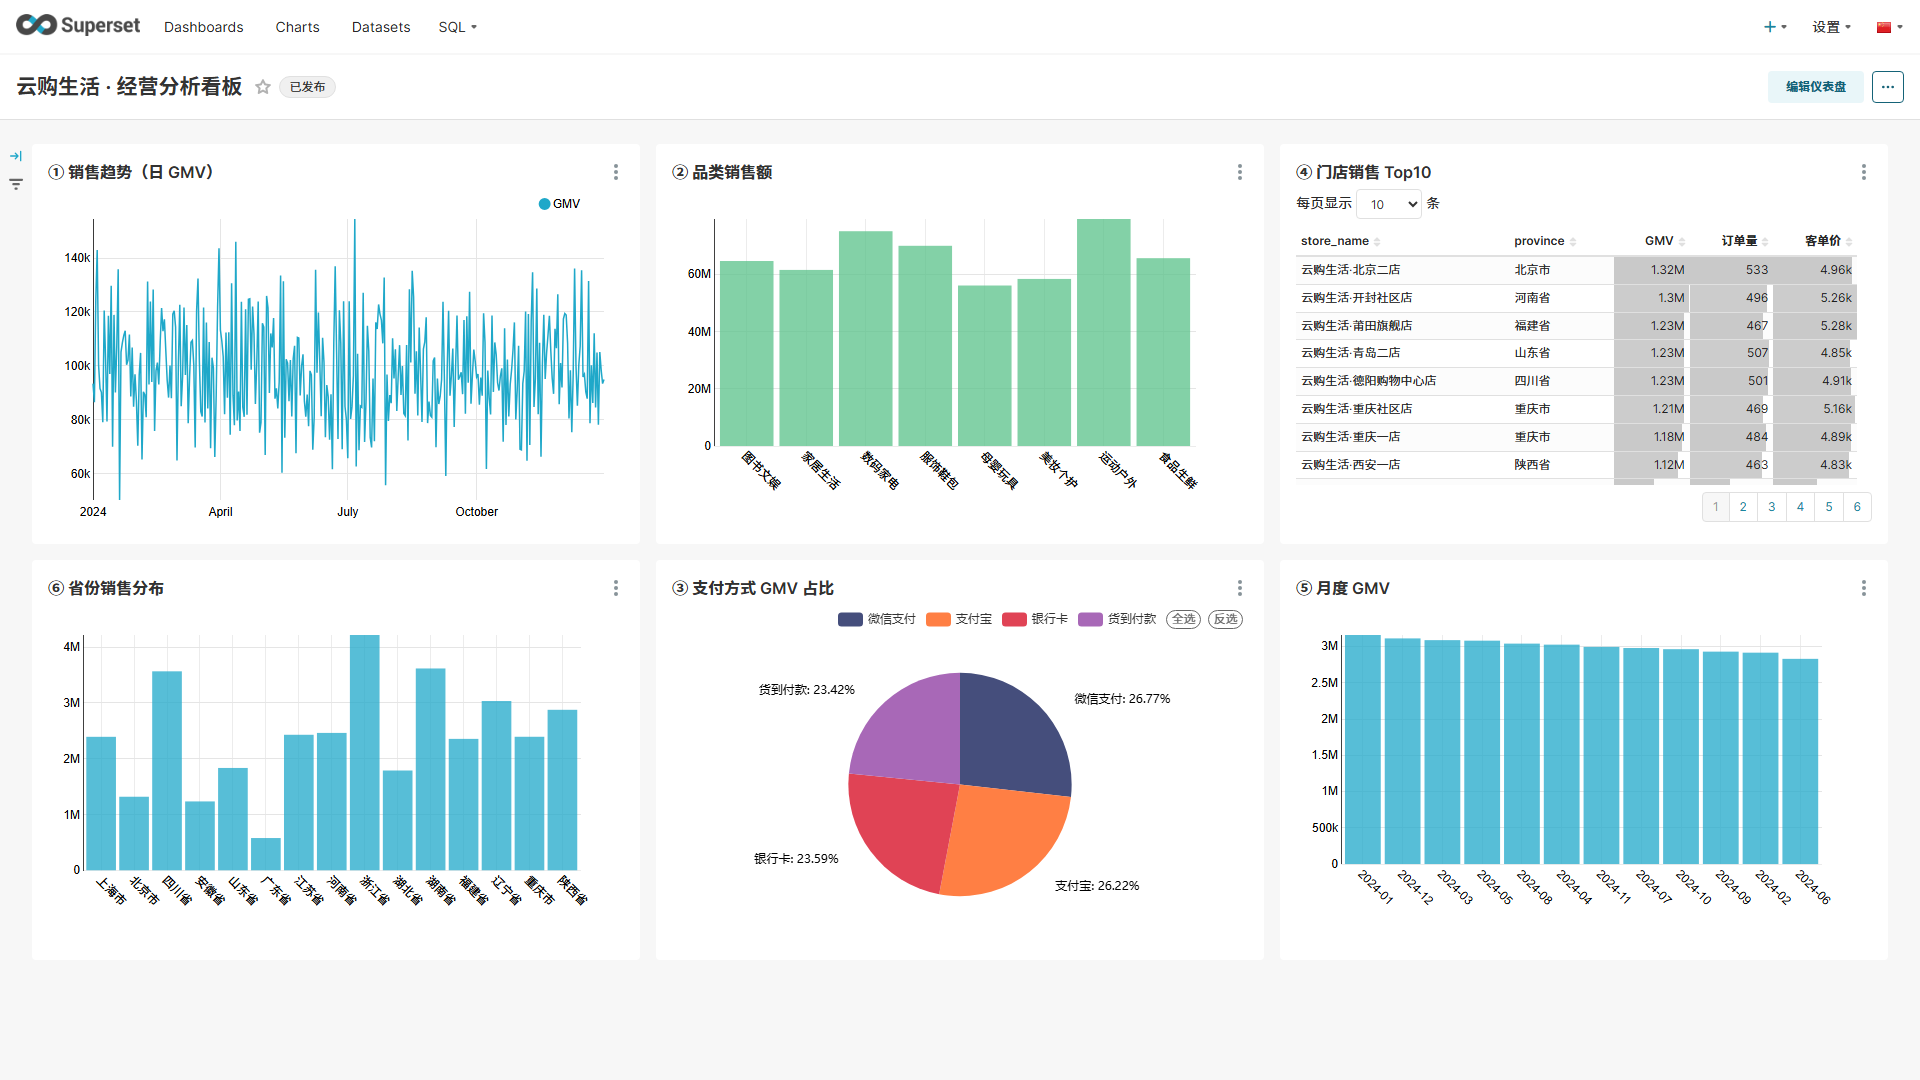 Superset
Dashboards
Charts
Datasets
SQL
设置
云购生活 · 经营分析看板
已发布
编辑仪表盘
① 销售趋势（日 GMV）
GMV
140k
120k
100k
80k
60k
2024
April
July
October
② 品类销售额
60M
40M
20M
0
图书文娱
家居生活
数码家电
服饰鞋包
母婴玩具
美妆个护
运动户外
食品生鲜
④ 门店销售 Top10
每页显示 10 条
store_name province GMV 订单量 客单价
云购生活·北京二店 北京市 1.32M 533 4.96k
云购生活·开封社区店 河南省 1.3M 496 5.26k
云购生活·莆田旗舰店 福建省 1.23M 467 5.28k
云购生活·青岛二店 山东省 1.23M 507 4.85k
云购生活·德阳购物中心店 四川省 1.23M 501 4.91k
云购生活·重庆社区店 重庆市 1.21M 469 5.16k
云购生活·重庆一店 重庆市 1.18M 484 4.89k
云购生活·西安一店 陕西省 1.12M 463 4.83k
1 2 3 4 5 6
⑥ 省份销售分布
4M
3M
2M
1M
0
上海市
北京市
四川省
安徽省
山东省
广东省
江苏省
河南省
浙江省
湖北省
湖南省
福建省
辽宁省
重庆市
陕西省
③ 支付方式 GMV 占比
微信支付 支付宝 银行卡 货到付款 全选 反选
货到付款: 23.42%
微信支付: 26.77%
银行卡: 23.59%
支付宝: 26.22%
⑤ 月度 GMV
3M
2.5M
2M
1.5M
1M
500k
0
2024-01
2024-12
2024-03
2024-05
2024-08
2024-04
2024-11
2024-07
2024-10
2024-09
2024-02
2024-06